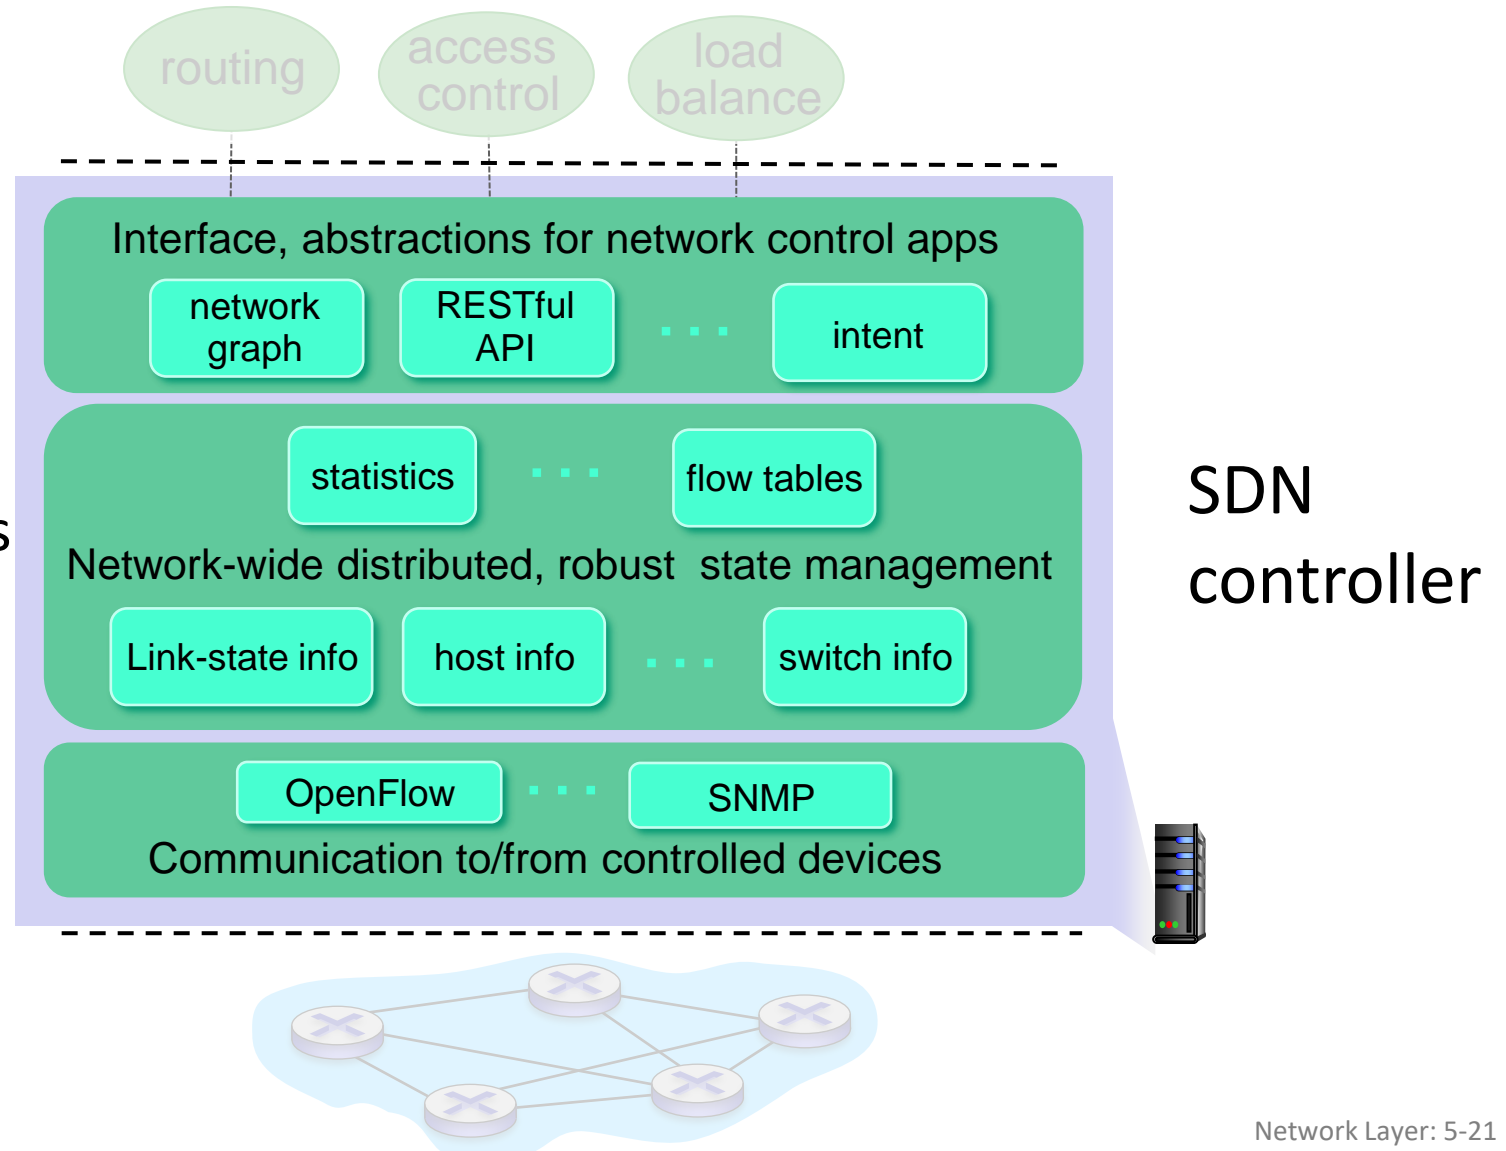 routing
access
control
load
balance
Interface, abstractions for network control apps
network
graph
RESTful
API
intent
statistics
flow tables
s
Network-wide distributed, robust state management
Link-state info
host info
switch info
OpenFlow
SNMP
Communication to/from controlled devices
SDN
controller
Network Layer: 5-21